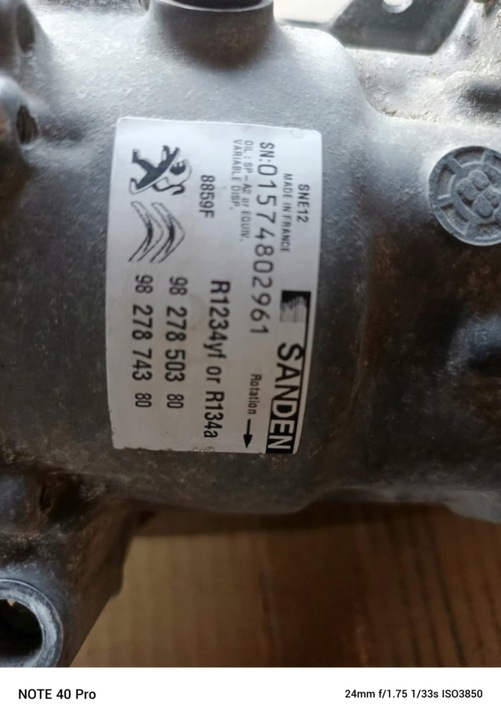 SNE12
MADE IN FRANCE
SANDEN
SN:01574802961
OIL : SP-A2 or EQUIV.
VARIABLE DISP.
Rotation
R1234yf or R134a
8859F
98 278 503 80
98 278 743 80
NOTE 40 Pro
24mm f/1.75 1/33s ISO3850